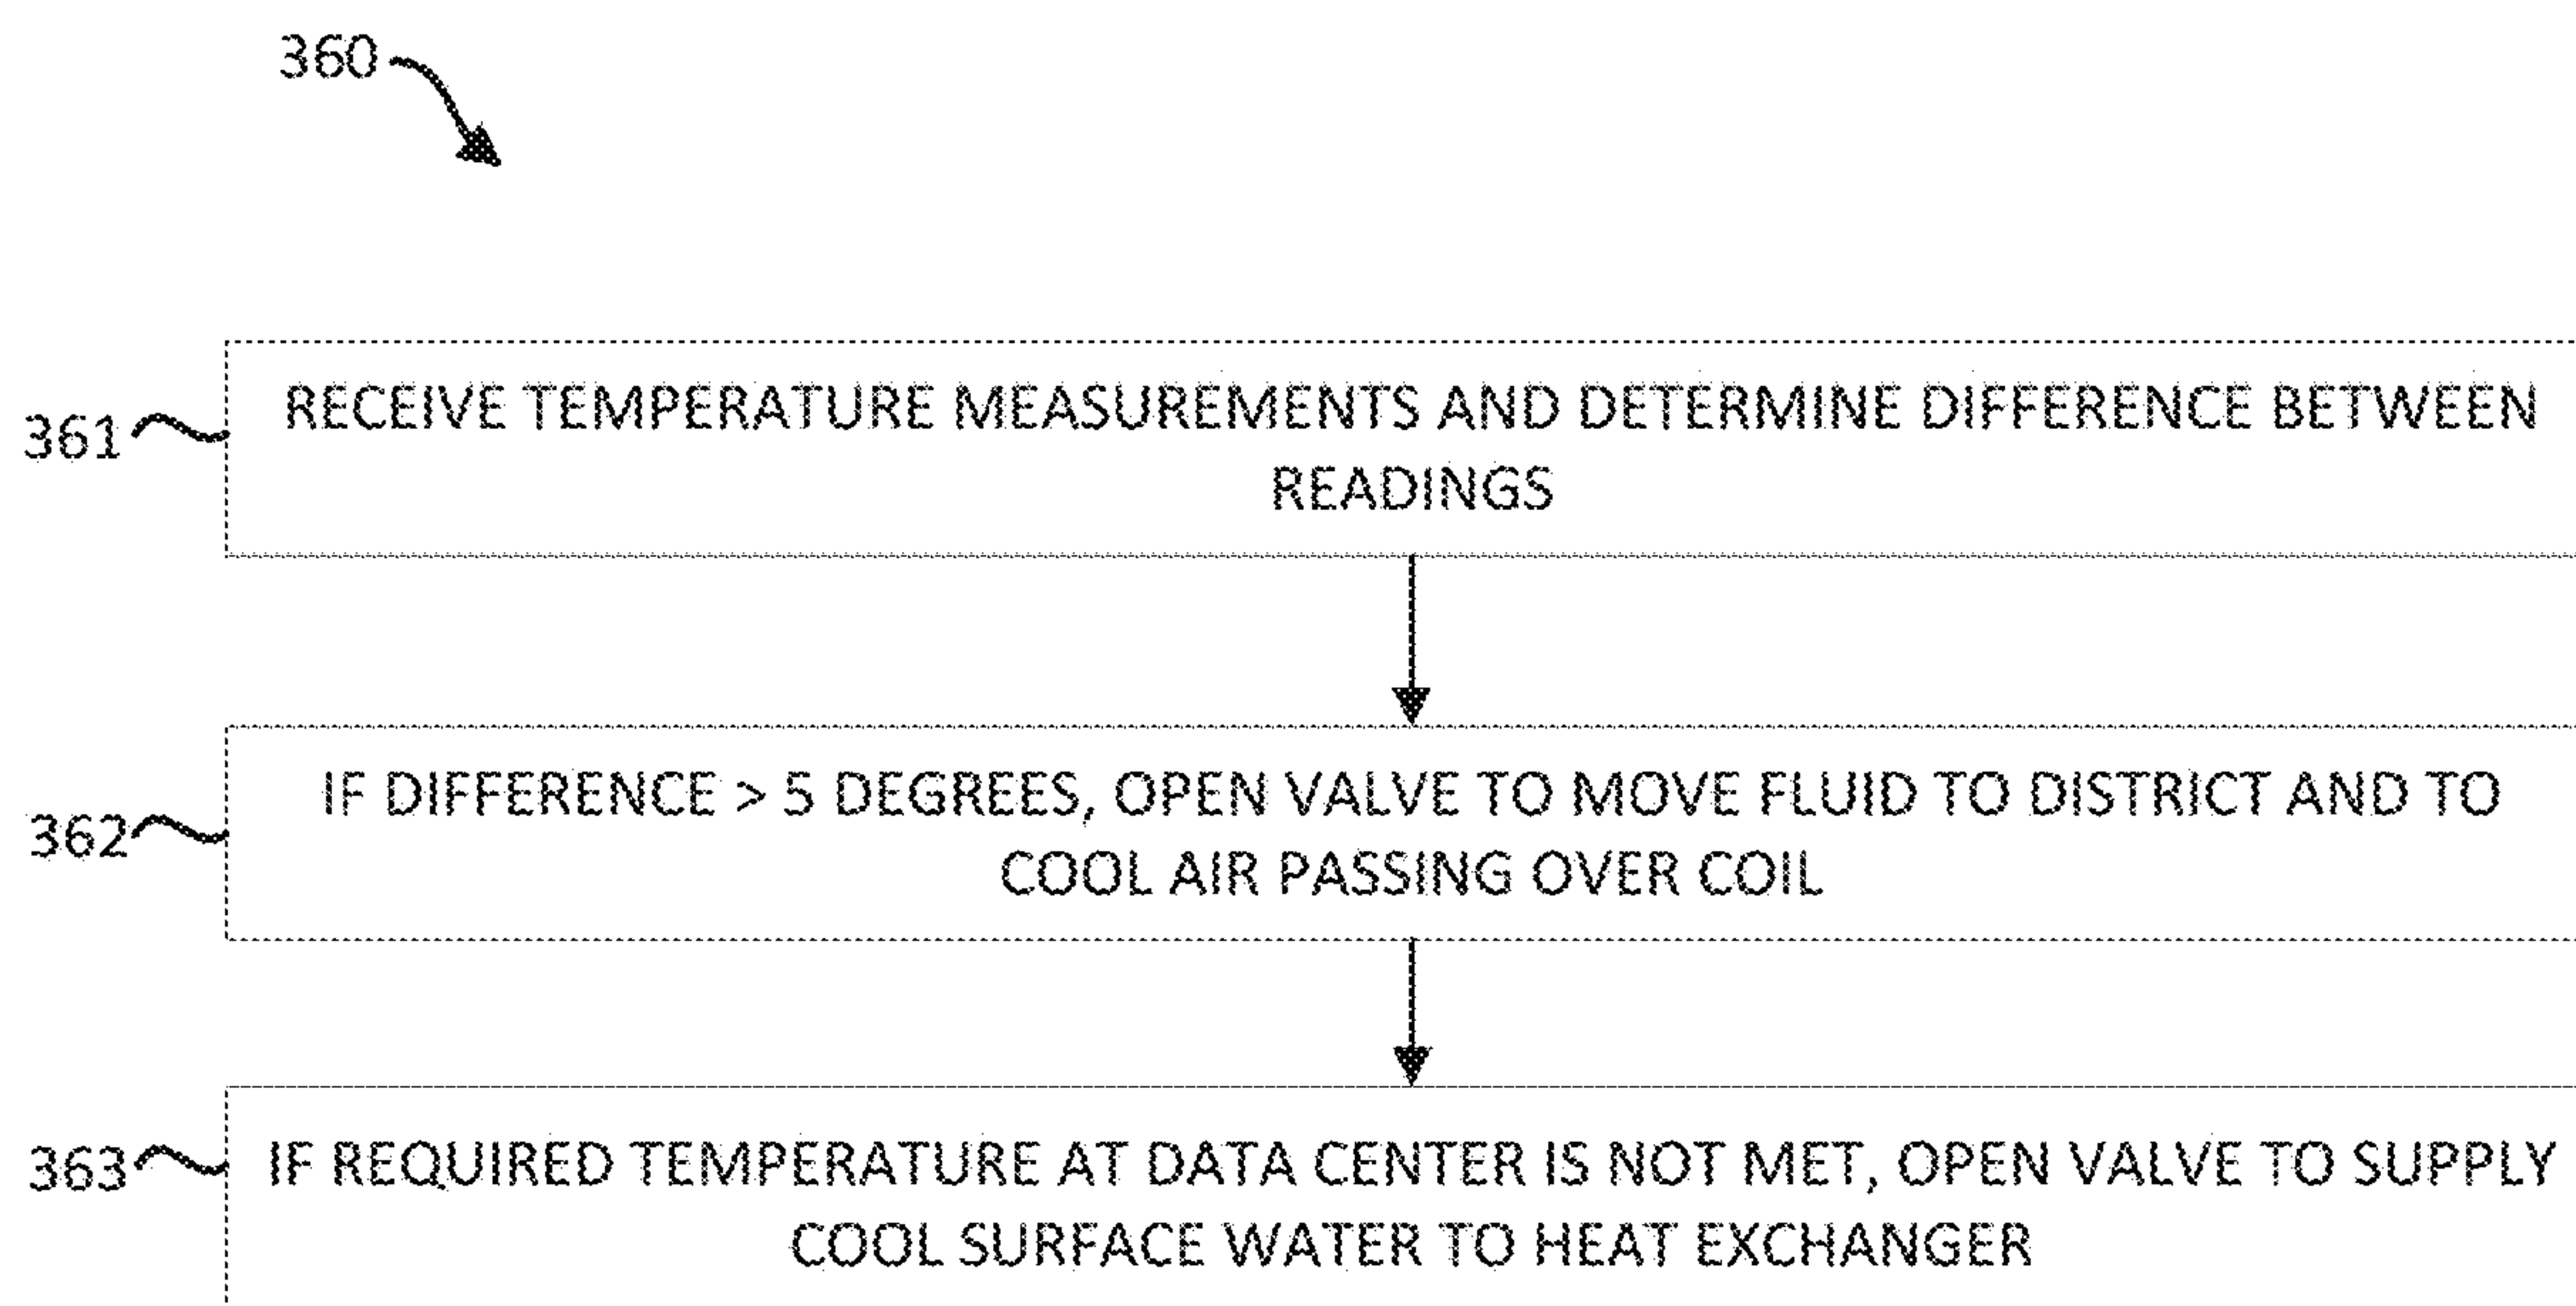 360
361
RECEIVE TEMPERATURE MEASUREMENTS AND DETERMINE DIFFERENCE BETWEEN
READINGS
362
IF DIFFERENCE > 5 DEGREES, OPEN VALVE TO MOVE FLUID TO DISTRICT AND TO
COOL AIR PASSING OVER COIL
363
IF REQUIRED TEMPERATURE AT DATA CENTER IS NOT MET, OPEN VALVE TO SUPPLY
COOL SURFACE WATER TO HEAT EXCHANGER